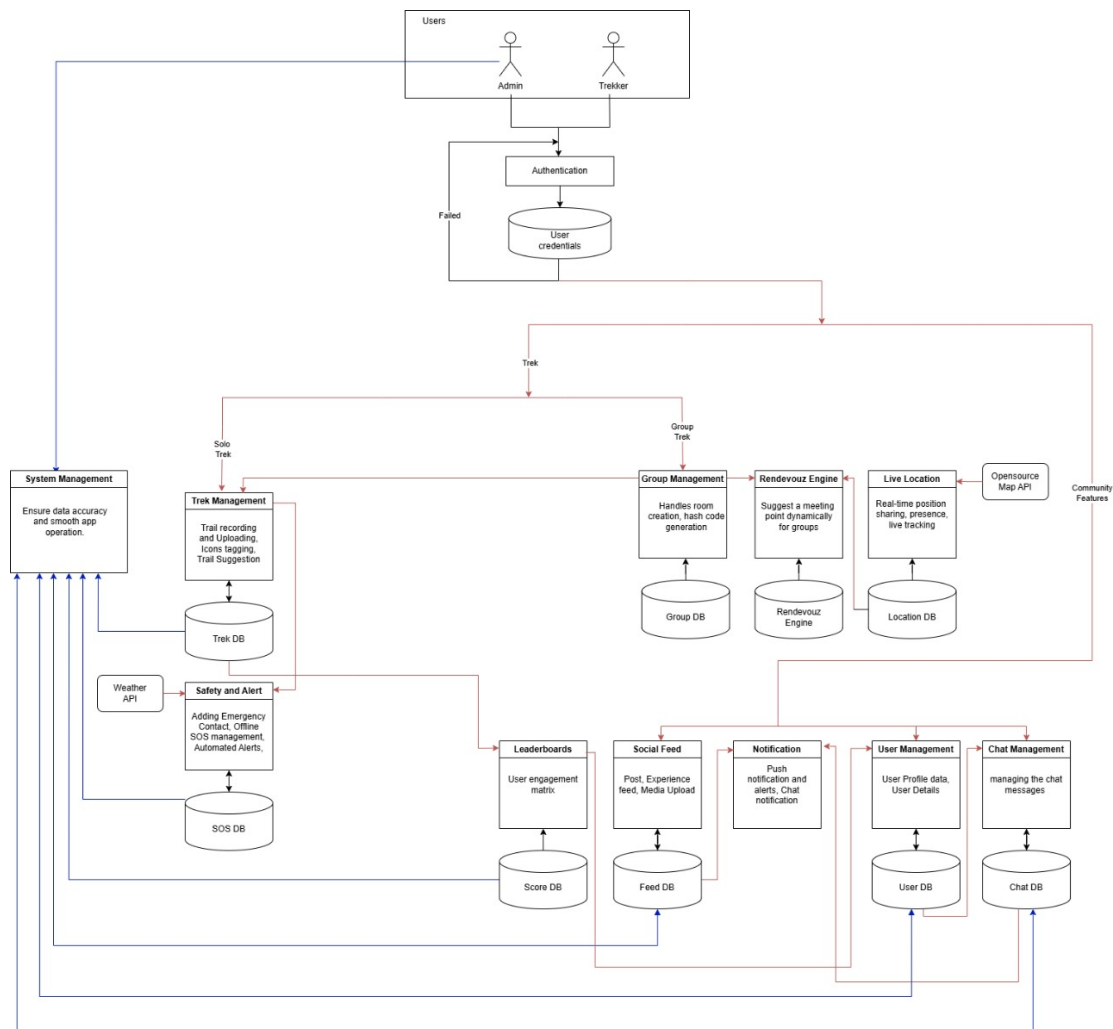 Users
Admin
Trekker
Authentication
Failed
User
credentials
Trek
Solo
Trek
Group
Trek
Community
Features
System Management
Ensure data accuracy
and smooth app
operation.
Trek Management
Trail recording
and Uploading,
Icons tagging,
Trail Suggestion
Trek DB
Group Management
Handles room
creation, hash code
generation
Group DB
Rendevouz Engine
Suggest a meeting
point dynamically
for groups
Rendevouz
Engine
Live Location
Real-time position
sharing, presence,
live tracking
Location DB
Opensource
Map API
Weather
API
Safety and Alert
Adding Emergency
Contact, Offline
SOS management,
Automated Alerts,
SOS DB
Leaderboards
User engagement
matrix
Score DB
Social Feed
Post, Experience
feed, Media Upload
Feed DB
Notification
Push
notification and
alerts, Chat
notification
User Management
User Profile data,
User Details
User DB
Chat Management
managing the chat
messages
Chat DB